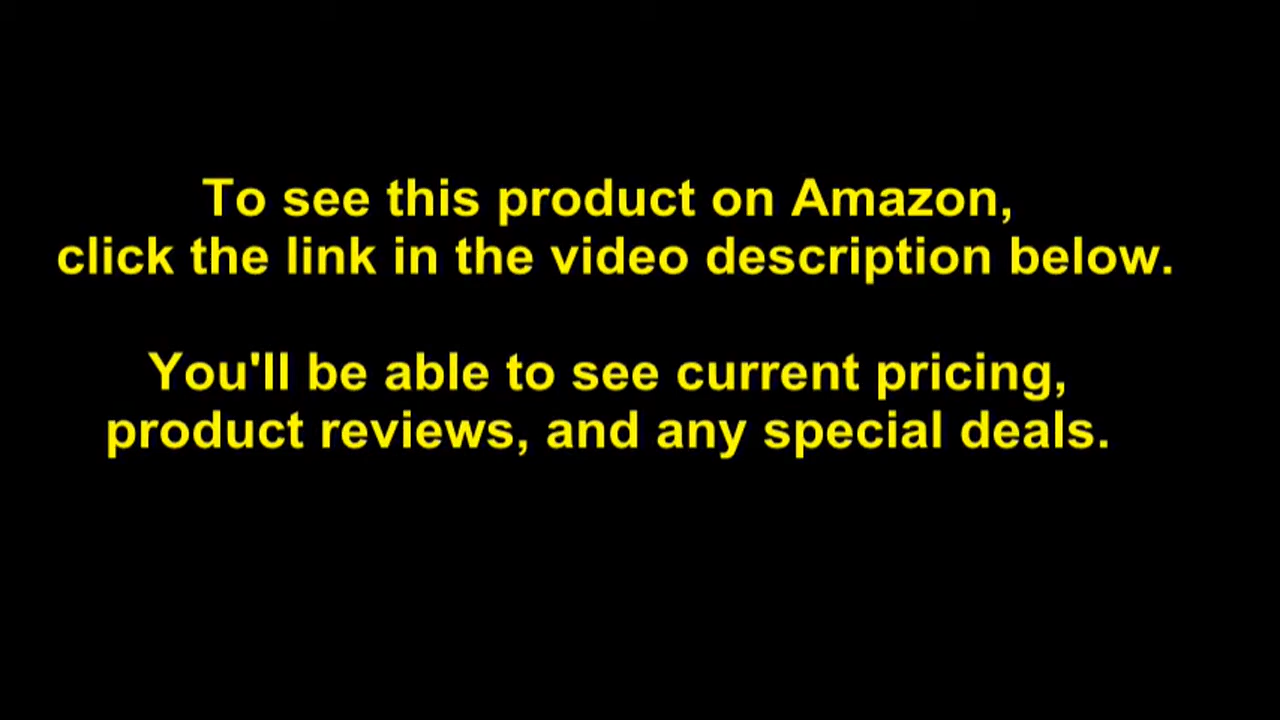 To see this product on Amazon,
click the link in the video description below.
You'll be able to see current pricing,
product reviews, and any special deals.